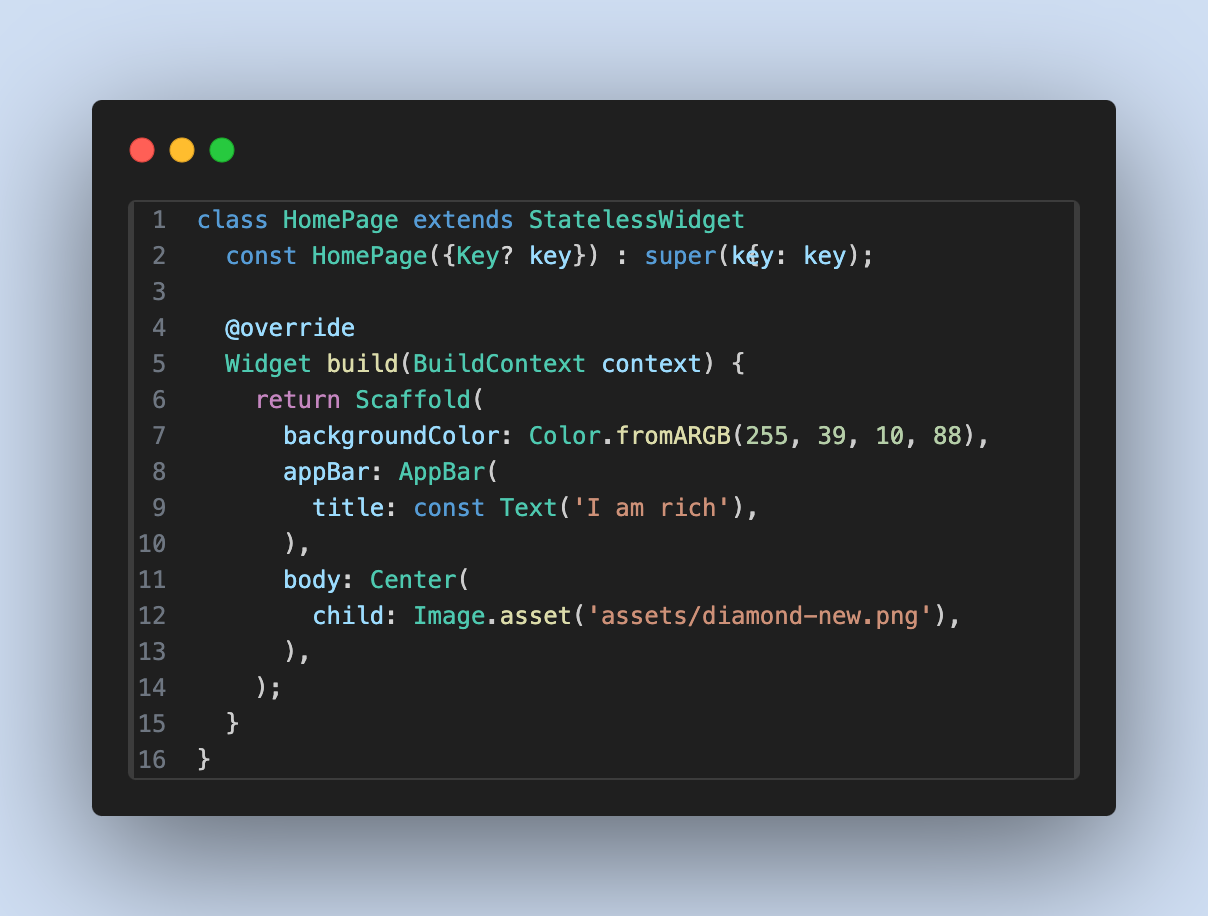 1 class HomePage extends StatelessWidget {
2   const HomePage({Key? key}) : super(key: key);
3
4   @override
5   Widget build(BuildContext context) {
6     return Scaffold(
7       backgroundColor: Color.fromARGB(255, 39, 10, 88),
8       appBar: AppBar(
9         title: const Text('I am rich'),
10       ),
11       body: Center(
12         child: Image.asset('assets/diamond-new.png'),
13       ),
14     );
15   }
16 }